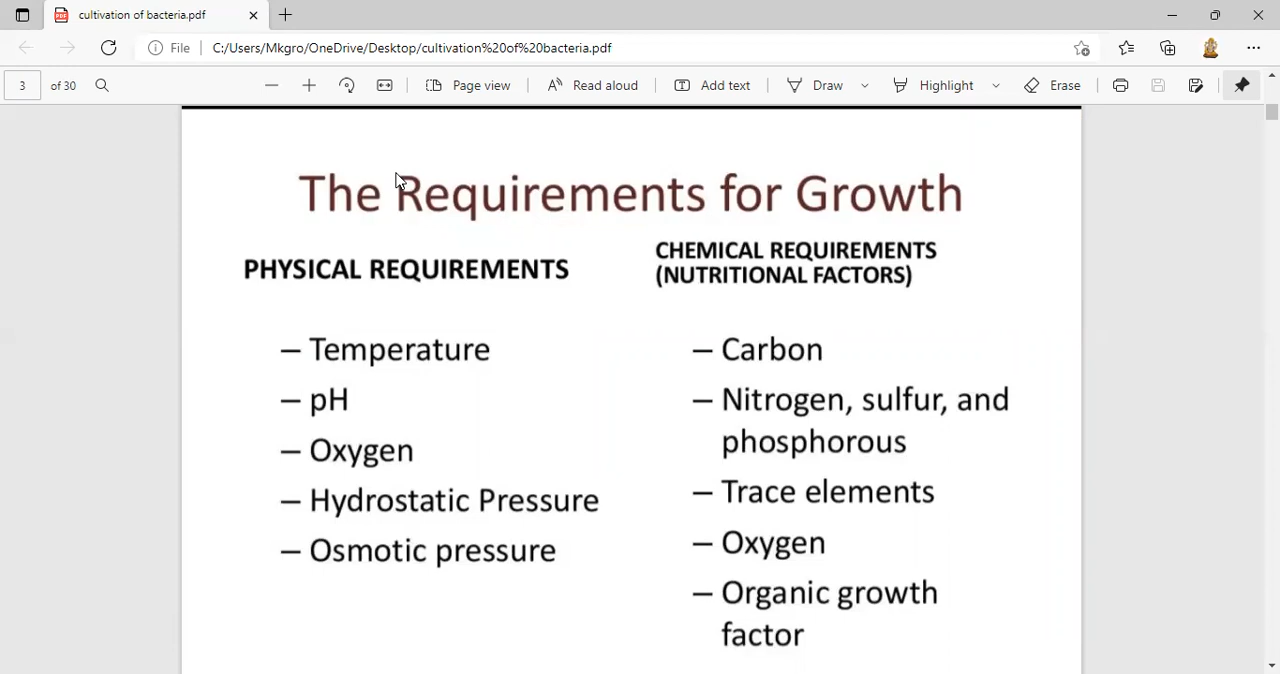 cultivation of bacteria.pdf
File
C:/Users/Mkgro/OneDrive/Desktop/cultivation%20of%20bacteria.pdf
3 of 30
Page view
Read aloud
Add text
Draw
Highlight
Erase
The Requirements for Growth
PHYSICAL REQUIREMENTS
– Temperature
– pH
– Oxygen
– Hydrostatic Pressure
– Osmotic pressure
CHEMICAL REQUIREMENTS
(NUTRITIONAL FACTORS)
– Carbon
– Nitrogen, sulfur, and
phosphorous
– Trace elements
– Oxygen
– Organic growth
factor